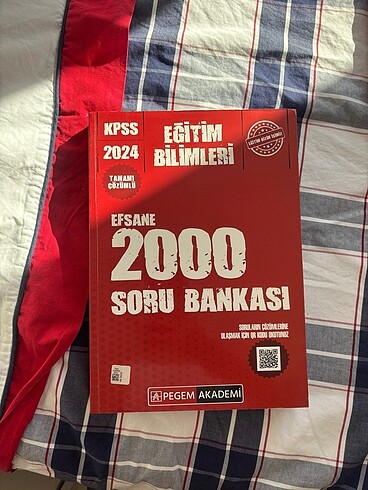 KPSS
2024
EĞİTİM
BİLİMLERİ
TAMAMI
ÇÖZÜMLÜ
EFSANE
2000
SORU BANKASI
SORULARIN ÇÖZÜMLERİNE
ULAŞMAK İÇİN QR KODU OKUTUNUZ
PEGEM AKADEMİ